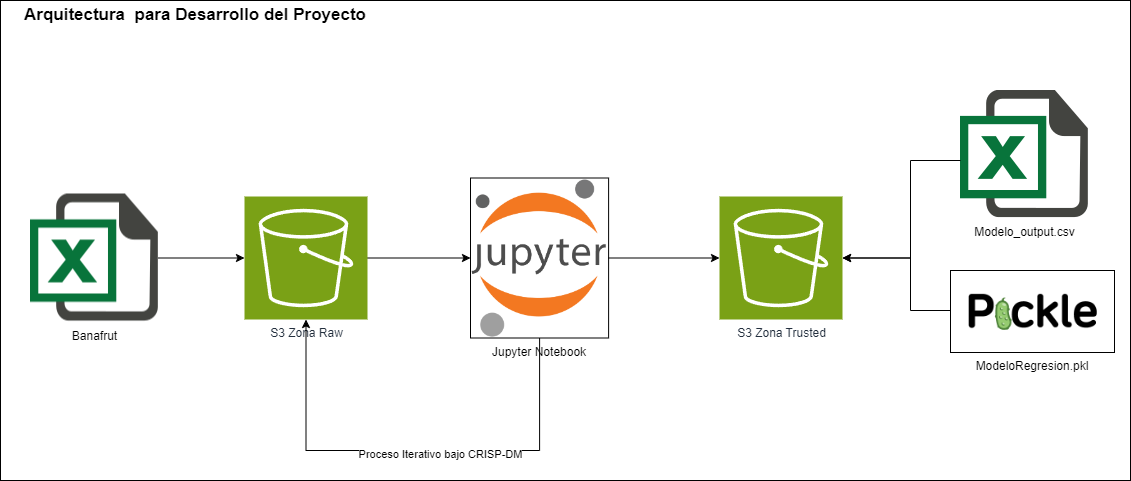 Arquitectura  para Desarrollo del Proyecto
X
Banafrut
S3 Zona Raw
jupyter
Jupyter Notebook
S3 Zona Trusted
X
Modelo_output.csv
Pickle
ModeloRegresion.pkl
Proceso Iterativo bajo CRISP-DM